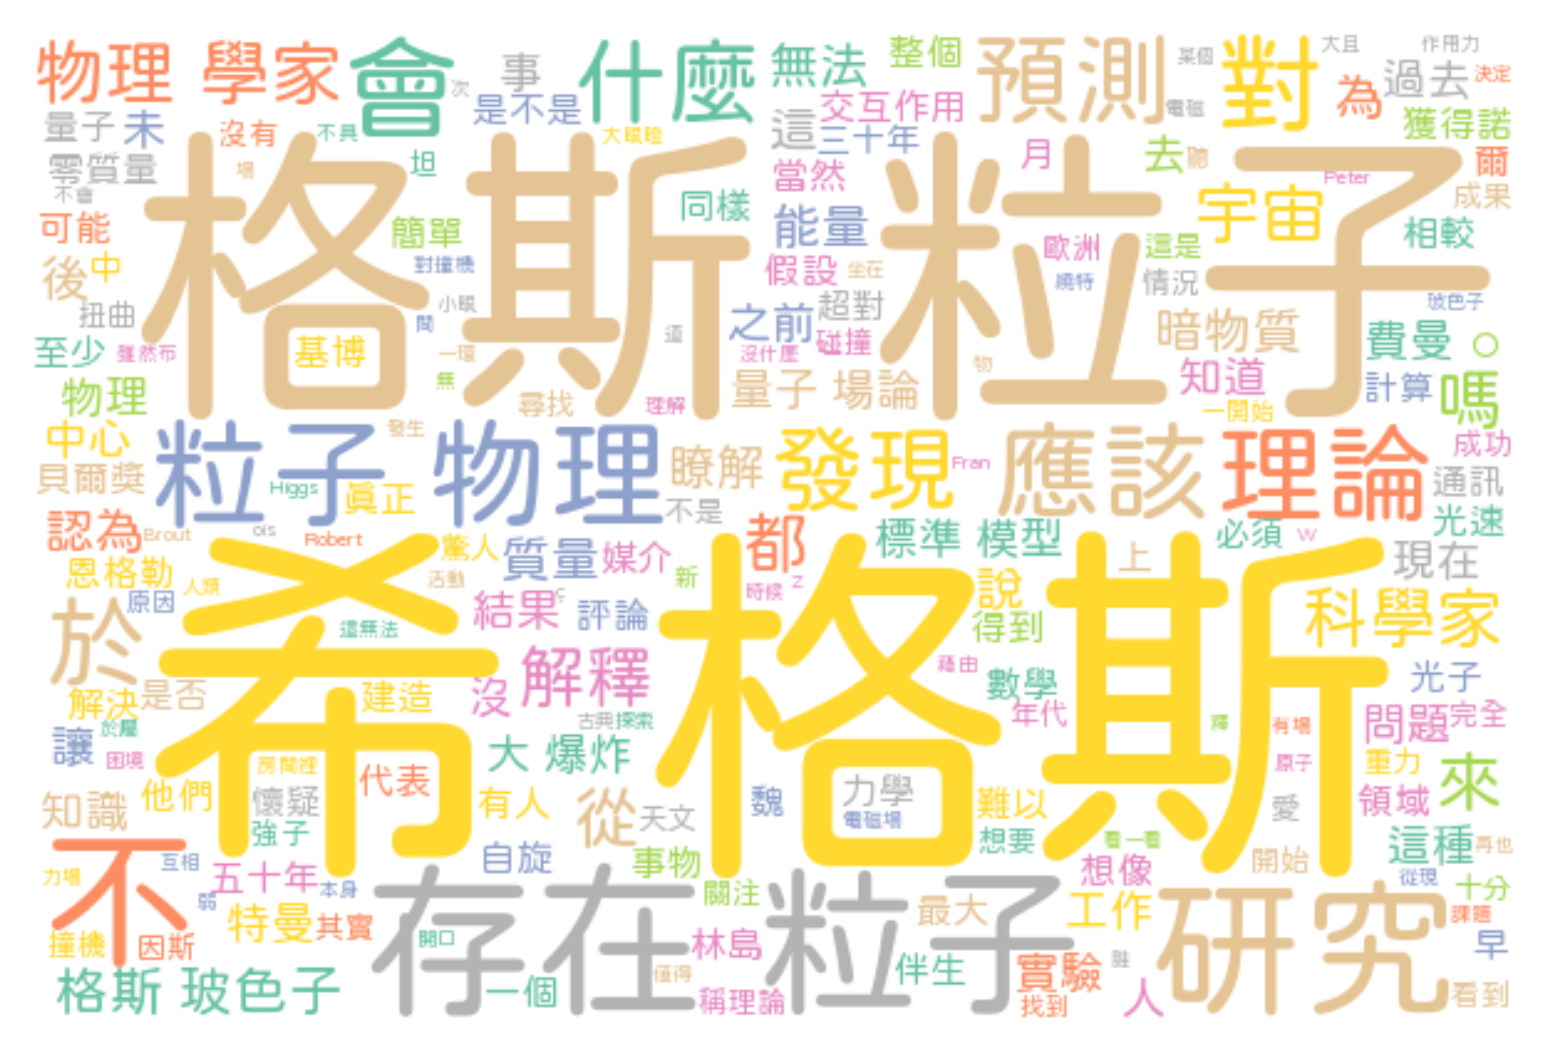 物理 學家 會 次 事 什麼 無法 整個 預測 某個 對 大且 作用力
為 過去 決定
量子 未 沒有 不具 是不是 大眼瞪 這 交互作用 三十年 電磁 獲得諾
零質量 不會 場 坦 當然 月 去 聽 爾
格斯 粒子
可能 簡單 同樣 能量 歐洲 Peter 宇宙 成果 相較
後 中 對撞機 假設 坐在 繞特 這是 情況 玻色子
扭曲 小眼 間 道 之前 超對 暗物質 費曼 。
至少 雖然布 基博 一環 沒什麼 碰撞 物 知道
物理 無 尋找 理解 量子 場論 一開始 計算 嗎
中心 粒子 物理 發生 瞭解 發現 Fran 應該 理論 成功
貝爾獎 Higgs 真正 不是 通訊
認為 Brout ois Robert 驚人 質量 媒介 都 標準 模型 必須 W 光速
恩格勒 人類 活動 新 上 現在
希 格斯
於 原因 這無法 結果 ç 評論 時候 z 說 得到 科學家
解決 是否 建造 沒 解釋 藉由 數學 年代 釋 有場 光子
讓 於屬 古典 探索 問題 完全
困境 房間裡 代表 大 爆炸 原子 重力 來
知識 他們 懷疑 有人 從 天文 魏 力學 電磁場 難以 愛 領域
強子 想要 看一看 這種 再也
不 互相 自旋 事物 想像 開始 從現 十分
力場 弱 五十年 本身 存在 粒子 關注 最大 工作 研究 課題
撞機 因斯 特曼 其實 開口 林島 早
格斯 玻色子 一個 值得 稱理論 伴生 實驗 找到 人 看到